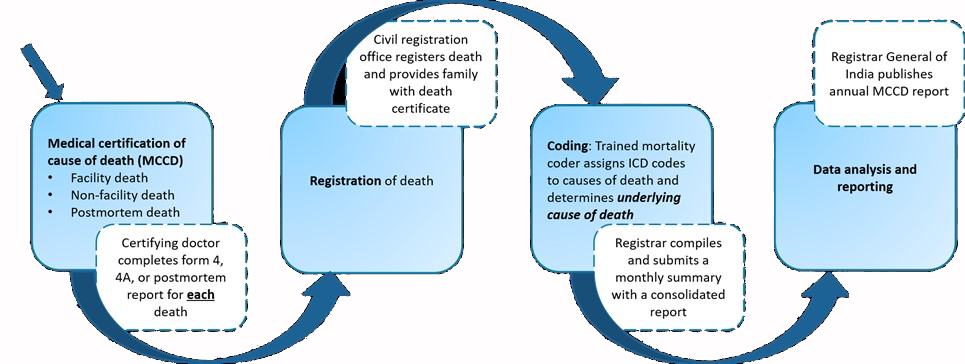 Medical certification of
cause of death (MCCD)
• Facility death
• Non-facility death
• Postmortem death
Certifying doctor
completes form 4,
4A, or postmortem
report for each
death
Registration of death
Civil registration
office registers death
and provides family
with death
certificate
Coding: Trained mortality
coder assigns ICD codes
to causes of death and
determines underlying
cause of death
Registrar compiles
and submits a
monthly summary
with a consolidated
report
Data analysis and
reporting
Registrar General of
India publishes
annual MCCD report